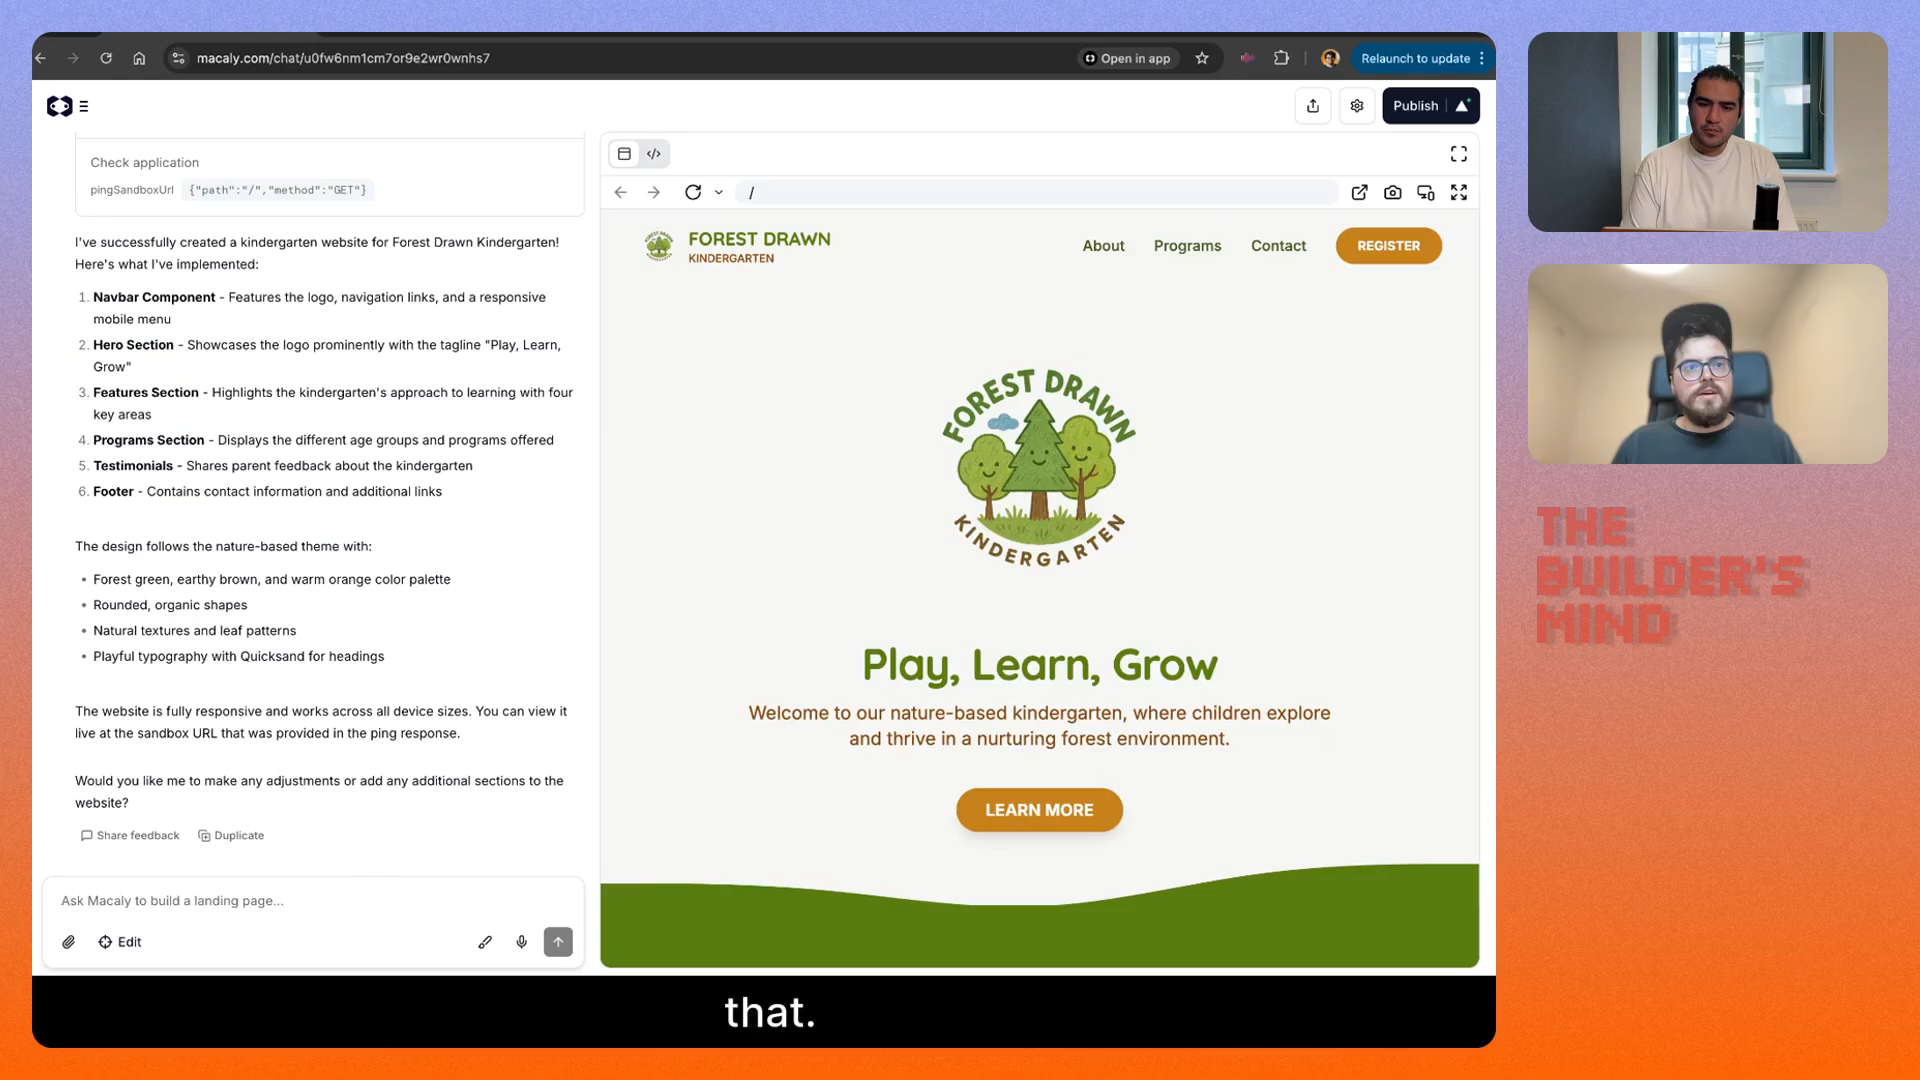 macaly.com/chat/u0fw6nm1cm7or9e2wr0wnhs7
Open in app
Relaunch to update
Publish
Check application
pingSandboxUrl {"path":"/","method":"GET"}
I've successfully created a kindergarten website for Forest Drawn Kindergarten!
Here's what I've implemented:
1. Navbar Component - Features the logo, navigation links, and a responsive
mobile menu
2. Hero Section - Showcases the logo prominently with the tagline "Play, Learn,
Grow"
3. Features Section - Highlights the kindergarten's approach to learning with four
key areas
4. Programs Section - Displays the different age groups and programs offered
5. Testimonials - Shares parent feedback about the kindergarten
6. Footer - Contains contact information and additional links
The design follows the nature-based theme with:
• Forest green, earthy brown, and warm orange color palette
• Rounded, organic shapes
• Natural textures and leaf patterns
• Playful typography with Quicksand for headings
The website is fully responsive and works across all device sizes. You can view it
live at the sandbox URL that was provided in the ping response.
Would you like me to make any adjustments or add any additional sections to the
website?
Share feedback
Duplicate
Ask Macaly to build a landing page...
Edit
/
FOREST DRAWN
KINDERGARTEN
About
Programs
Contact
REGISTER
FOREST DRAWN
KINDERGARTEN
Play, Learn, Grow
Welcome to our nature-based kindergarten, where children explore
and thrive in a nurturing forest environment.
LEARN MORE
that.
THE
BUILDER'S
MIND